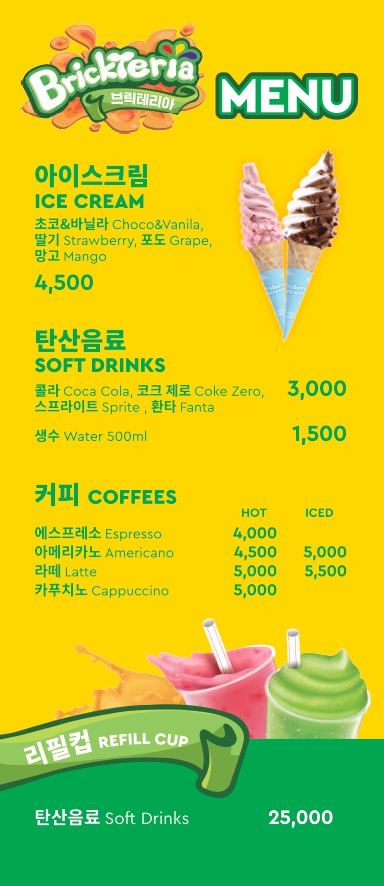 BrickTeria
브릭테리아
MENU
아이스크림
ICE CREAM
초코&바닐라 Choco&Vanila,
딸기 Strawberry, 포도 Grape,
망고 Mango
4,500
탄산음료
SOFT DRINKS
콜라 Coca Cola, 코크 제로 Coke Zero, 3,000
스프라이트 Sprite , 환타 Fanta
생수 Water 500ml 1,500
커피 COFFEES
HOT ICED
에스프레소 Espresso 4,000
아메리카노 Americano 4,500 5,000
라떼 Latte 5,000 5,500
카푸치노 Cappuccino 5,000
리필컵 REFILL CUP
탄산음료 Soft Drinks 25,000